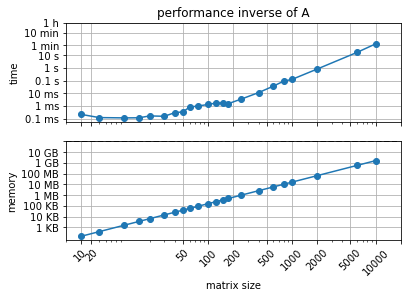 performance inverse of A
time
1 h
10 min
1 min
10 s
1 s
0.1 s
10 ms
1 ms
0.1 ms
memory
10 GB
1 GB
100 MB
10 MB
1 MB
100 KB
10 KB
1 KB
10 20 50 100 200 500 1000 2000 5000 10000
matrix size